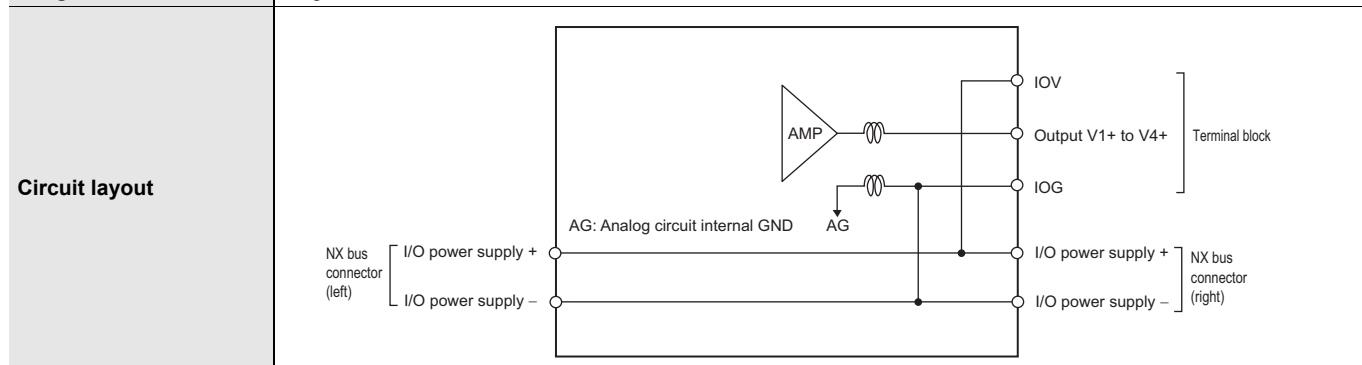 Circuit layout
IOV
AMP
Output V1+ to V4+
Terminal block
IOG
AG: Analog circuit internal GND
AG
NX bus
connector
(left)
I/O power supply +
I/O power supply –
I/O power supply +
I/O power supply –
NX bus
connector
(right)